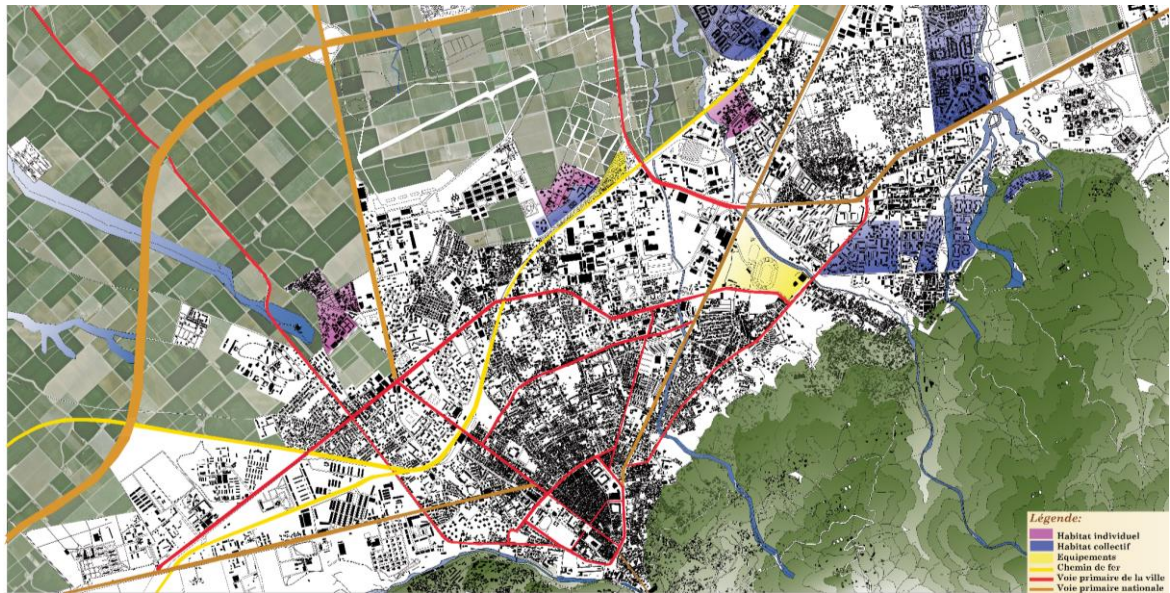 Légende:
Habitat individuel
Habitat collectif
Equipements
Chemin de fer
Voie primaire de la ville
Voie primaire nationale